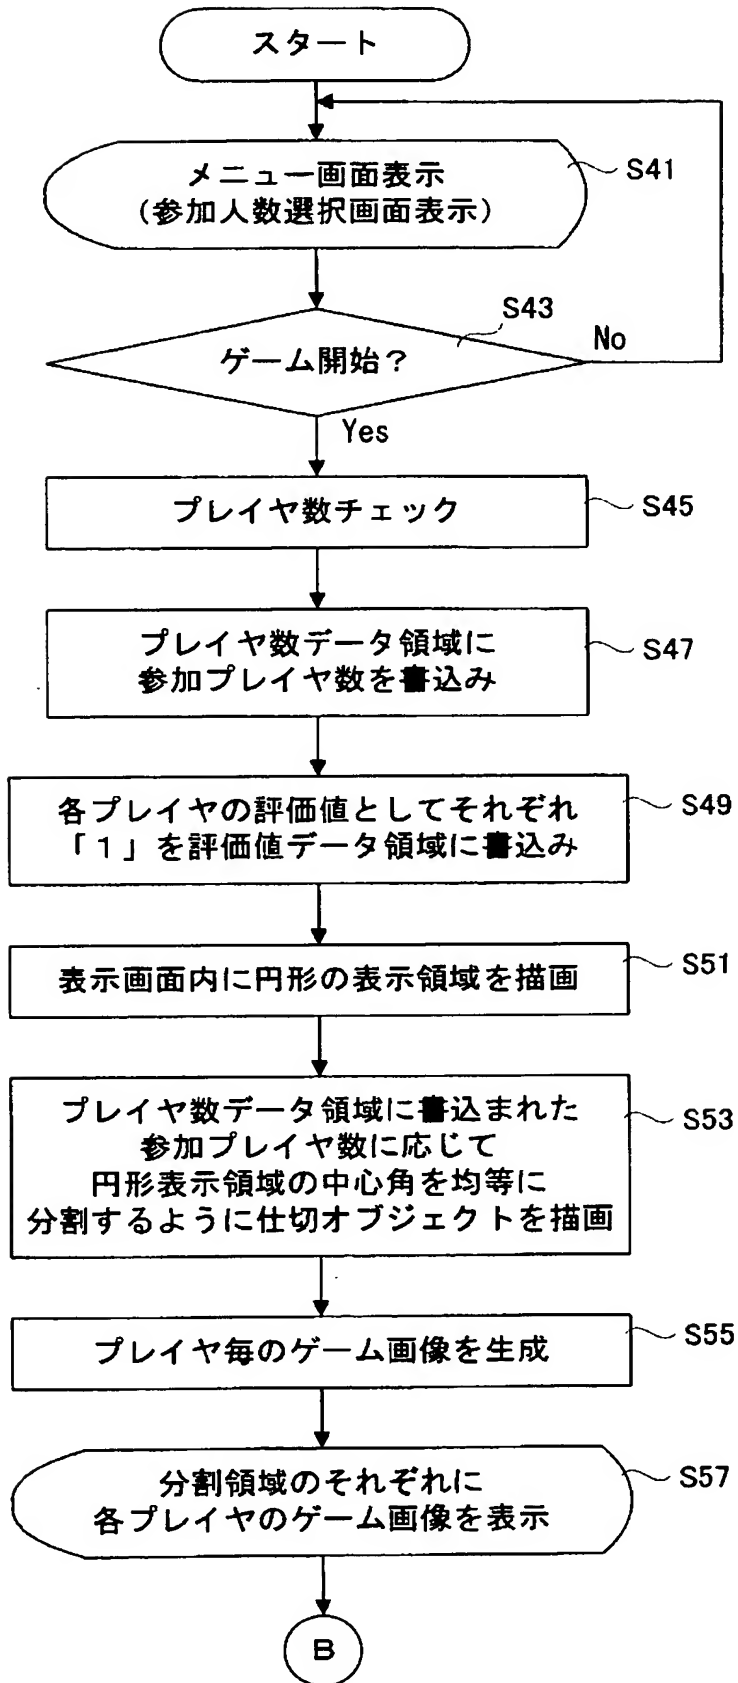 スタート
メニュー画面表示
(参加人数選択画面表示)
S41
ゲーム開始?
S43
No
Yes
プレイヤ数チェック
S45
プレイヤ数データ領域に
参加プレイヤ数を書込み
S47
各プレイヤの評価値としてそれぞれ
「1」を評価値データ領域に書込み
S49
表示画面内に円形の表示領域を描画
S51
プレイヤ数データ領域に書込まれた
参加プレイヤ数に応じて
円形表示領域の中心角を均等に
分割するように仕切オブジェクトを描画
S53
プレイヤ毎のゲーム画像を生成
S55
分割領域のそれぞれに
各プレイヤのゲーム画像を表示
S57
B